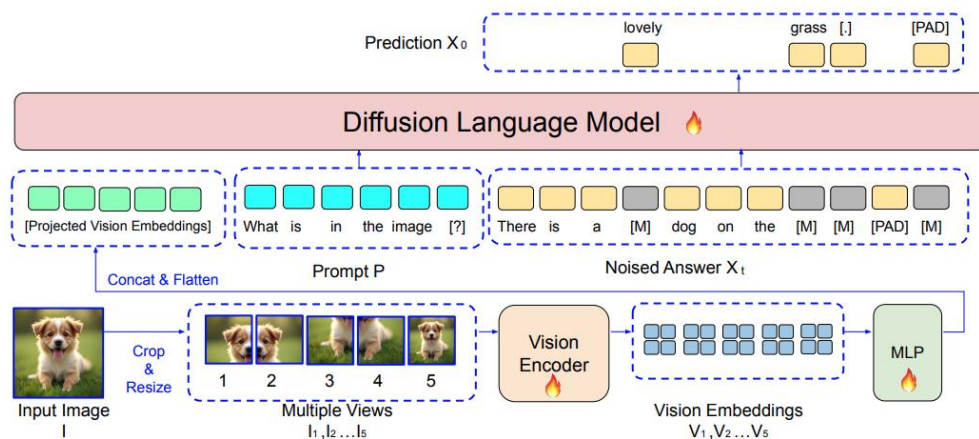 lovely grass [.] [PAD]
Prediction X₀
Diffusion Language Model
[Projected Vision Embeddings]
What is in the image [?]
There is a [M] dog on the [M] [M] [PAD] [M]
Prompt P
Noised Answer Xₜ
Concat & Flatten
Crop
&
Resize
1 2 3 4 5
Vision
Encoder
MLP
Input Image
I
Multiple Views
I₁,I₂...I₅
Vision Embeddings
V₁,V₂...V₅